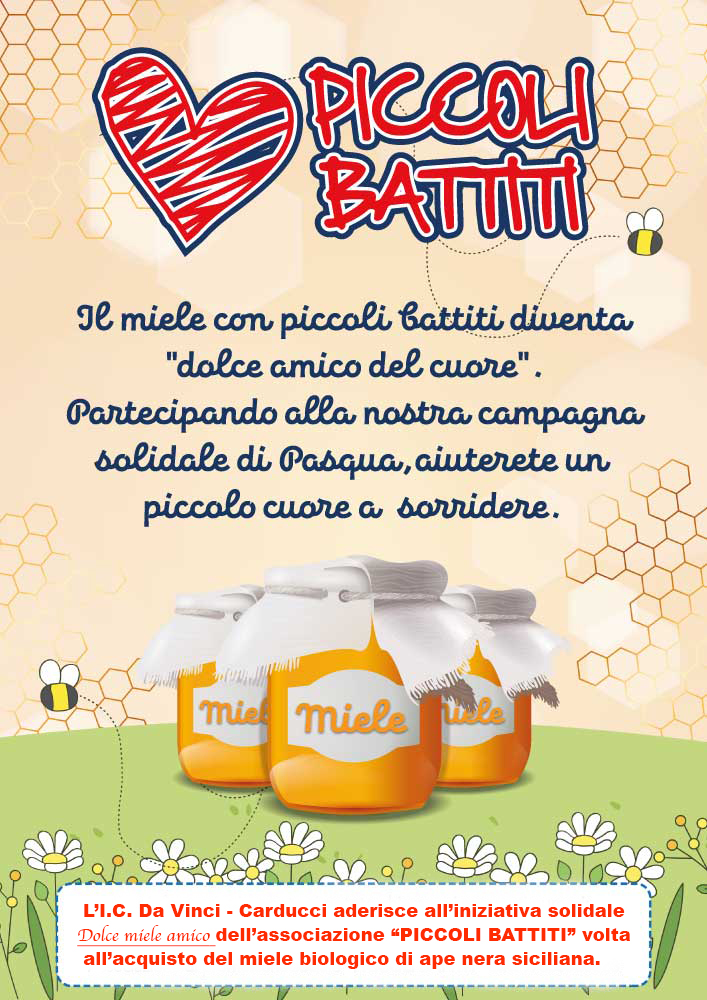 PICCOLI
BATTITI
Il miele con piccoli battiti diventa
"dolce amico del cuore".
Partecipando alla nostra campagna
solidale di Pasqua, aiuterete un
piccolo cuore a sorridere.
Miele Miele Miele
L'I.C. Da Vinci - Carducci aderisce all'iniziativa solidale
Dolce miele amico dell'associazione “PICCOLI BATTITI” volta
all'acquisto del miele biologico di ape nera siciliana.